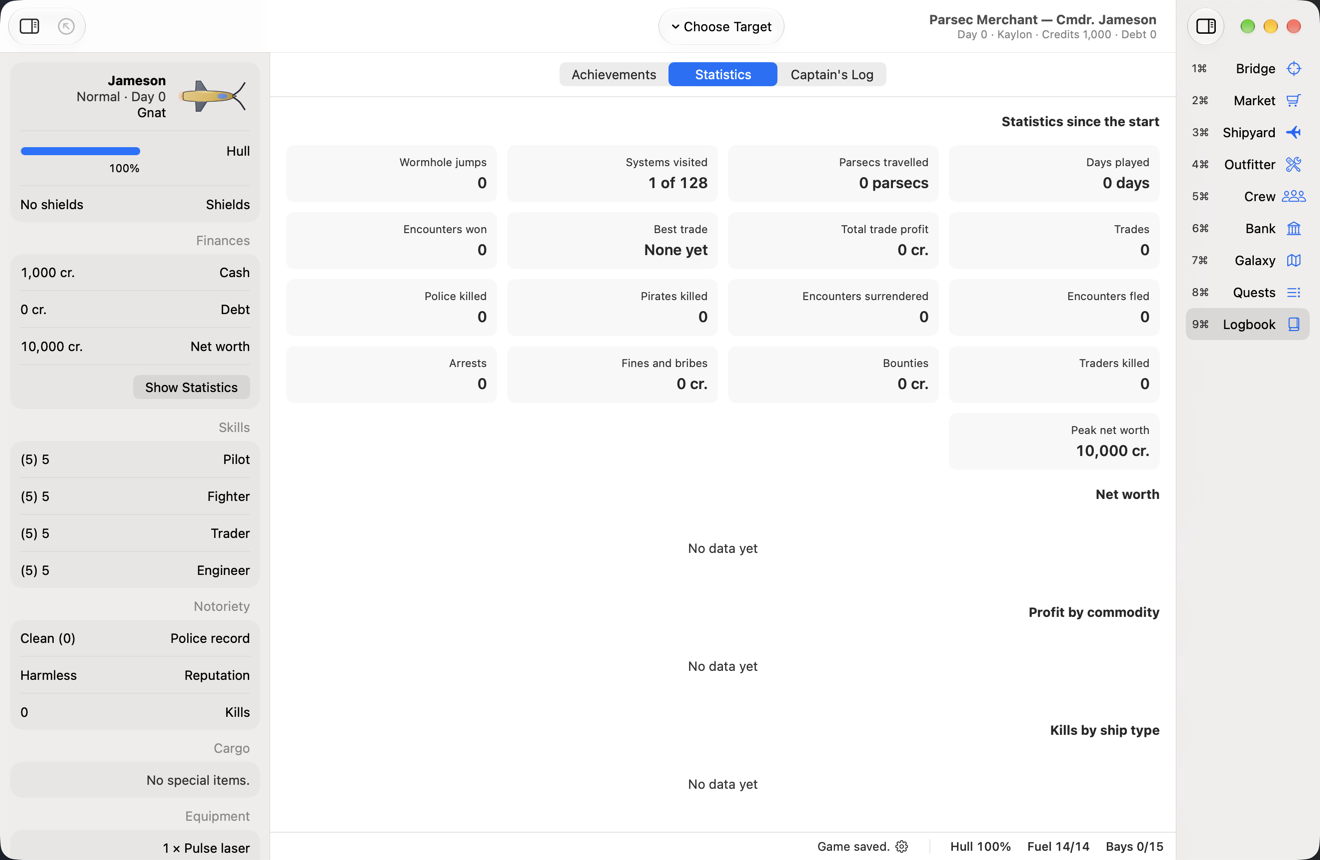 Choose Target
Parsec Merchant — Cmdr. Jameson
Day 0 · Kaylon · Credits 1,000 · Debt 0
Bridge 1⌘
Market 2⌘
Shipyard 3⌘
Outfitter 4⌘
Crew 5⌘
Bank 6⌘
Galaxy 7⌘
Quests 8⌘
Logbook 9⌘
Achievements
Statistics
Captain's Log
Statistics since the start
Days played
0 days
Parsecs travelled
0 parsecs
Systems visited
1 of 128
Wormhole jumps
0
Trades
0
Total trade profit
0 cr.
Best trade
None yet
Encounters won
0
Encounters fled
0
Encounters surrendered
0
Pirates killed
0
Police killed
0
Traders killed
0
Bounties
0 cr.
Fines and bribes
0 cr.
Arrests
0
Peak net worth
10,000 cr.
Net worth
No data yet
Profit by commodity
No data yet
Kills by ship type
No data yet
Game saved.
Hull 100%
Fuel 14/14
Bays 0/15
Jameson
Normal · Day 0
Gnat
Hull
100%
Shields No shields
Finances
Cash 1,000 cr.
Debt 0 cr.
Net worth 10,000 cr.
Show Statistics
Skills
Pilot (5) 5
Fighter (5) 5
Trader (5) 5
Engineer (5) 5
Notoriety
Police record Clean (0)
Reputation Harmless
Kills 0
Cargo
No special items.
Equipment
1 × Pulse laser